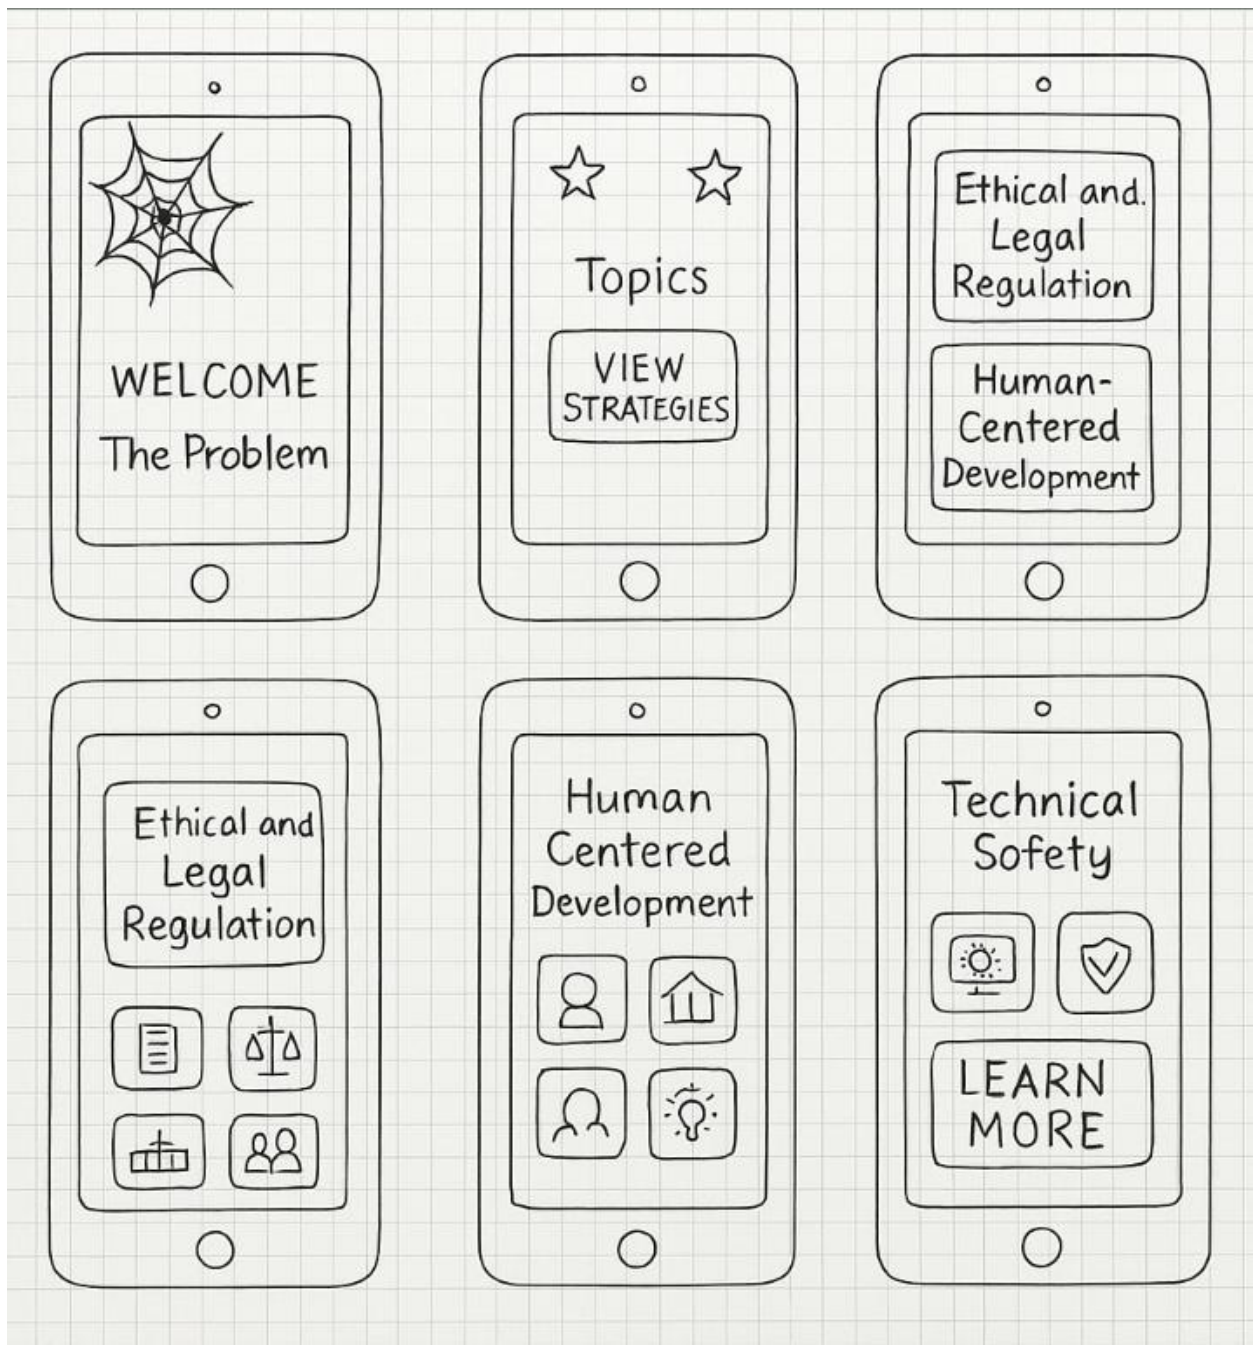 WELCOME
The Problem
Topics
VIEW
STRATEGIES
Ethical and.
Legal
Regulation
Human-
Centered
Development
Ethical and
Legal
Regulation
Human
Centered
Development
Technical
Sofety
LEARN
MORE